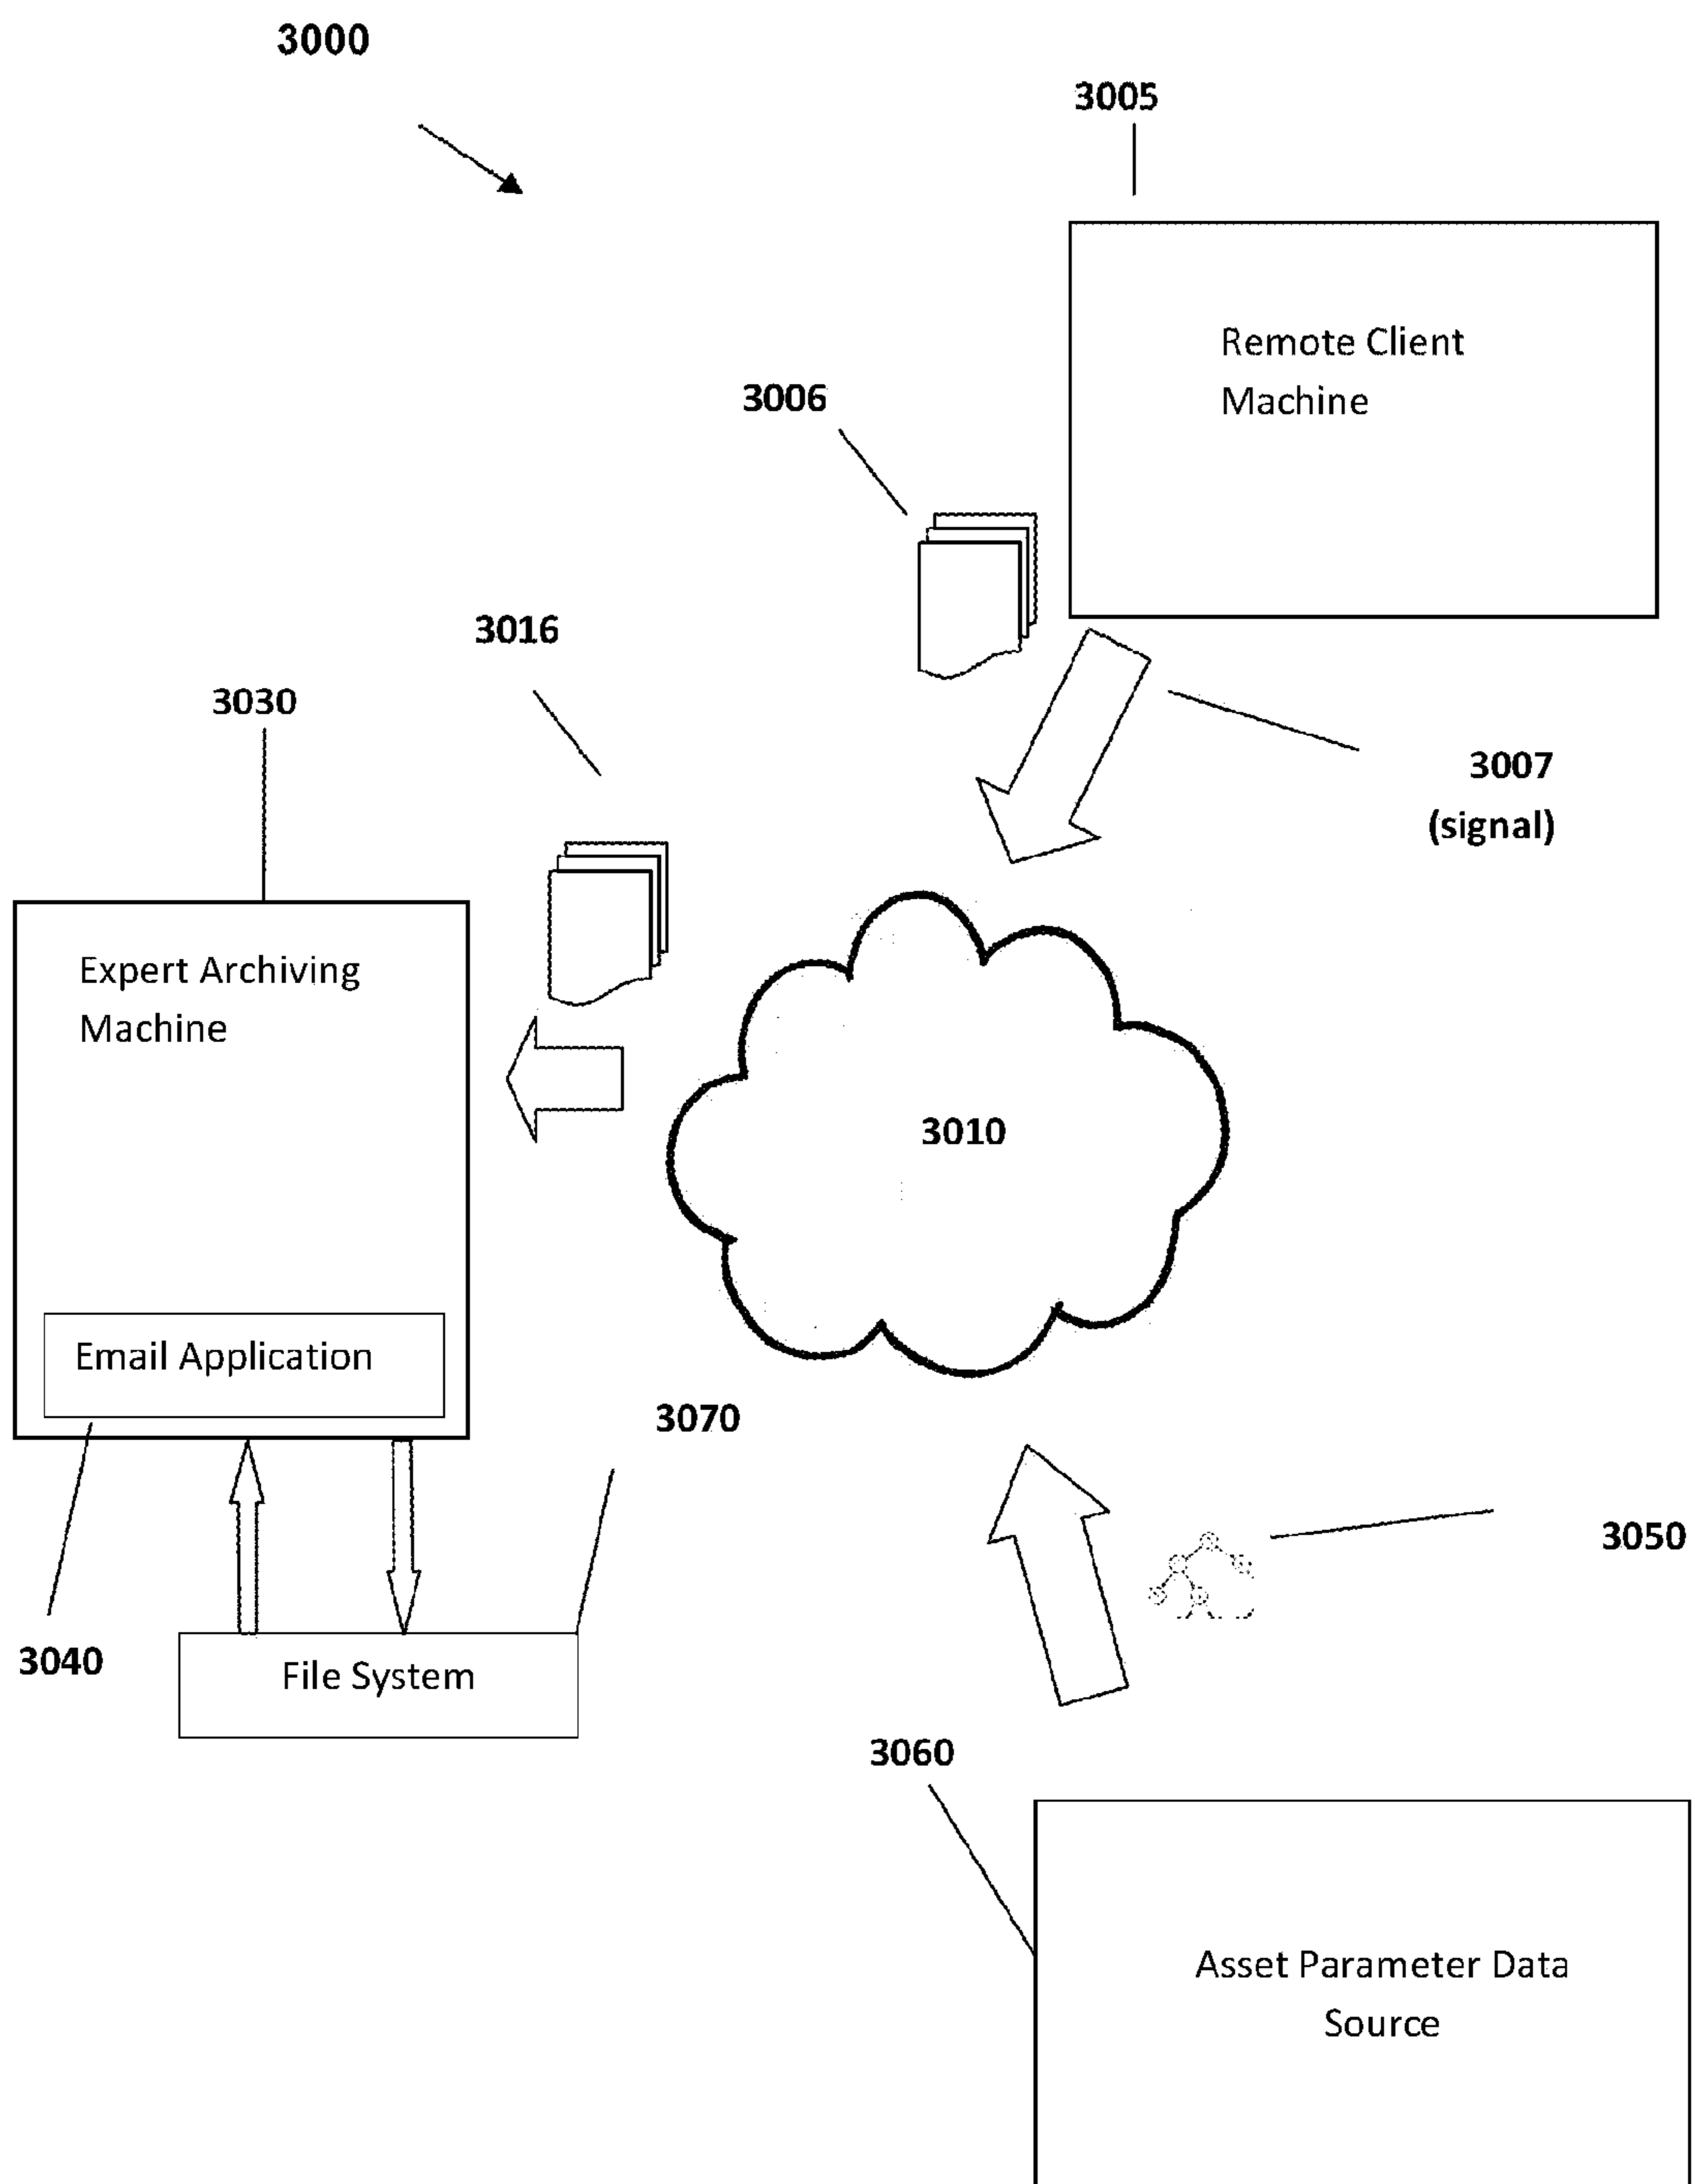 3000
3005
Remote Client
Machine
3006
3016
3030
3007
(signal)
Expert Archiving
Machine
3010
Email Application
3070
3050
3040
File System
3060
Asset Parameter Data
Source